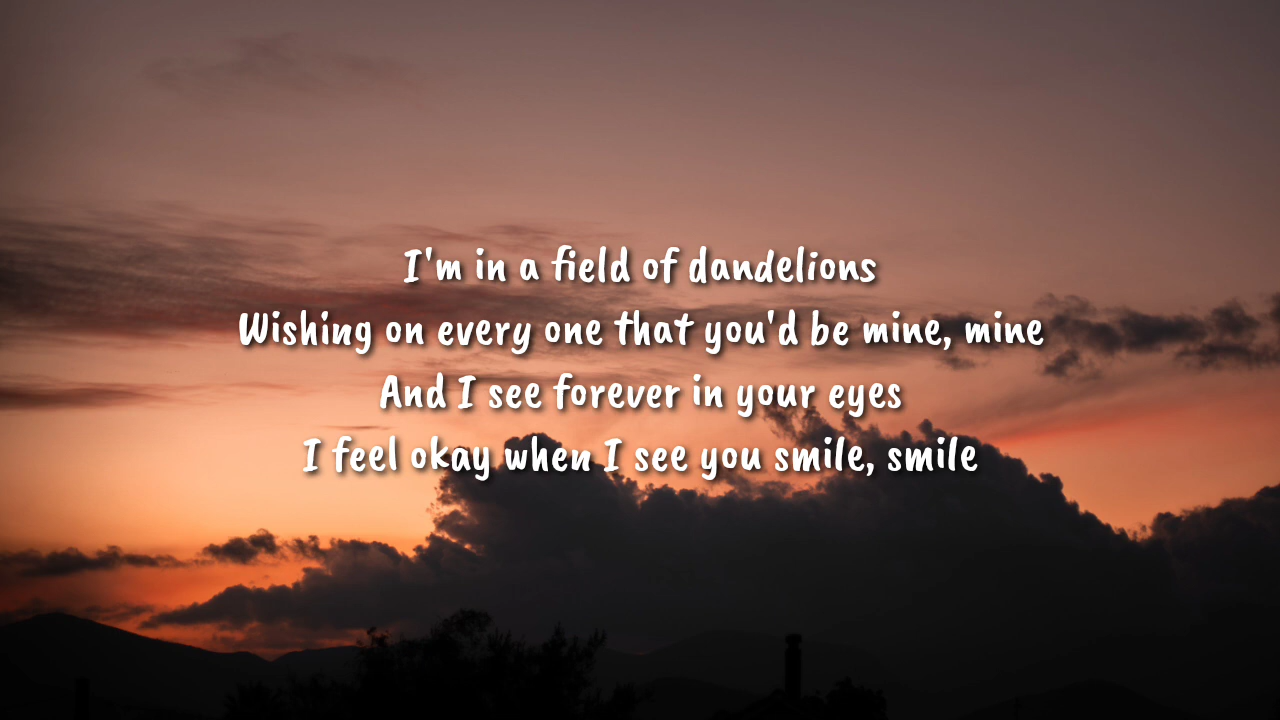 I'm in a field of dandelions
Wishing on every one that you'd be mine, mine
And I see forever in your eyes
I feel okay when I see you smile, smile